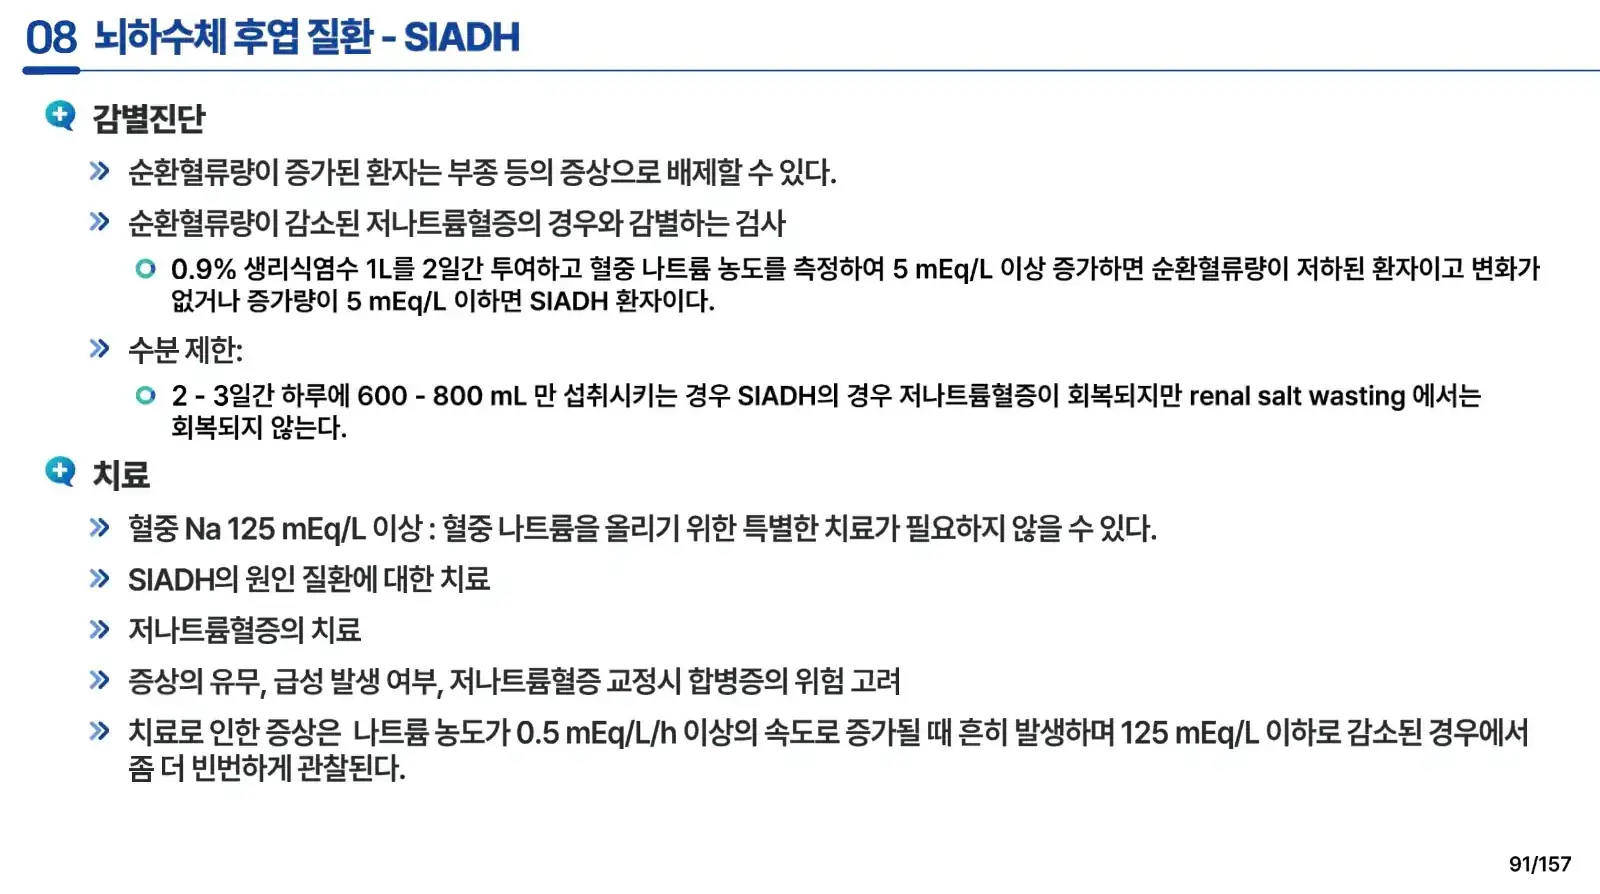 08 뇌하수체 후엽 질환 - SIADH
감별진단
순환혈류량이 증가된 환자는 부종 등의 증상으로 배제할 수 있다.
순환혈류량이 감소된 저나트륨혈증의 경우와 감별하는 검사
0.9% 생리식염수 1L를 2일간 투여하고 혈중 나트륨 농도를 측정하여 5 mEq/L 이상 증가하면 순환혈류량이 저하된 환자이고 변화가
없거나 증가량이 5 mEq/L 이하면 SIADH 환자이다.
수분 제한:
2 - 3일간 하루에 600 - 800 mL 만 섭취시키는 경우 SIADH의 경우 저나트륨혈증이 회복되지만 renal salt wasting 에서는
회복되지 않는다.
치료
혈중 Na 125 mEq/L 이상 : 혈중 나트륨을 올리기 위한 특별한 치료가 필요하지 않을 수 있다.
SIADH의 원인 질환에 대한 치료
저나트륨혈증의 치료
증상의 유무, 급성 발생 여부, 저나트륨혈증 교정시 합병증의 위험 고려
치료로 인한 증상은 나트륨 농도가 0.5 mEq/L/h 이상의 속도로 증가될 때 흔히 발생하며 125 mEq/L 이하로 감소된 경우에서
좀 더 빈번하게 관찰된다.
91/157